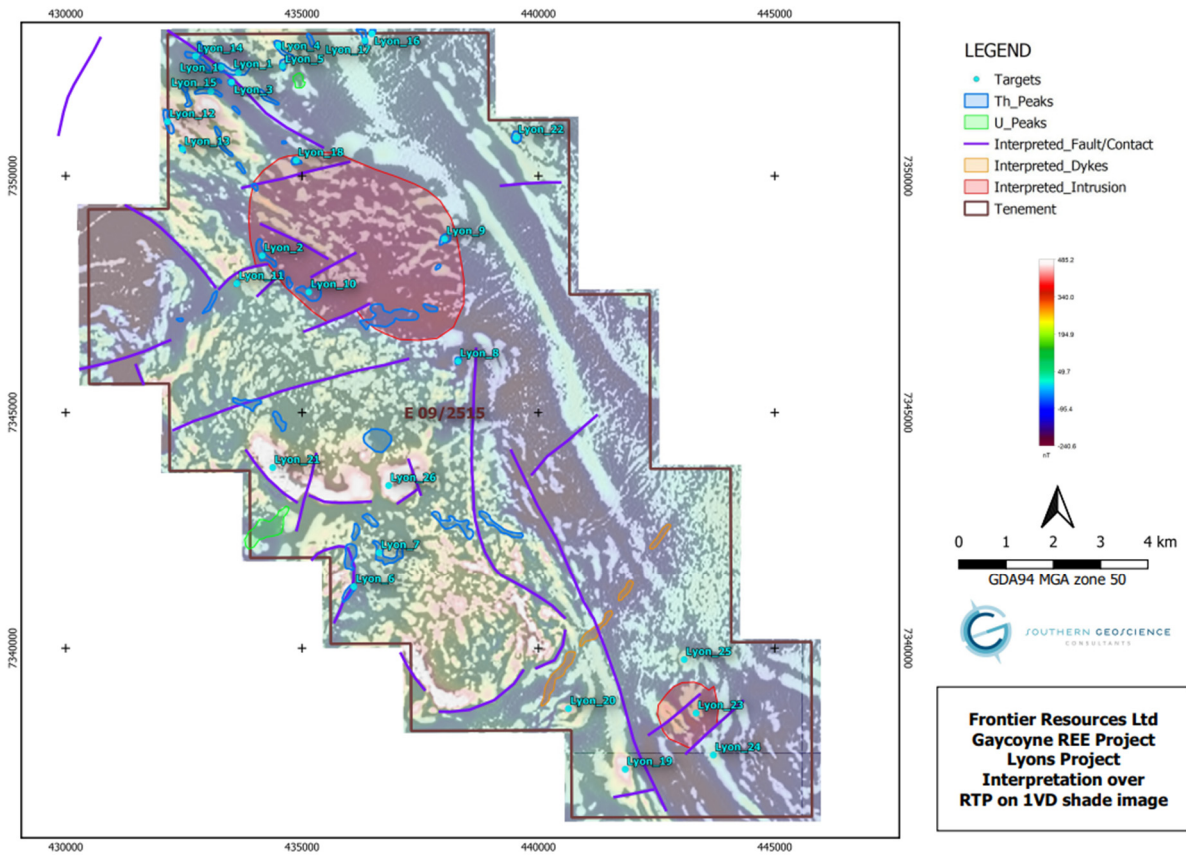 430000 435000 440000 445000
LEGEND
Targets
Th_Peaks
U_Peaks
Interpreted_Fault/Contact
Interpreted_Dykes
Interpreted_Intrusion
Tenement
485.2
340.0
194.9
49.7
-95.4
-240.6
nT
0 1 2 3 4 km
GDA94 MGA zone 50
SOUTHERN GEOSCIENCE
CONSULTANTS
Frontier Resources Ltd
Gaycoyne REE Project
Lyons Project
Interpretation over
RTP on 1VD shade image
Lyon_14
Lyon_4
Lyon_17
Lyon_16
Lyon_1
Lyon_5
Lyon_15
Lyon_3
Lyon_12
Lyon_13
Lyon_22
Lyon_18
Lyon_9
Lyon_2
Lyon_11
Lyon_10
Lyon_8
E 09/2515
Lyon_21
Lyon_26
Lyon_7
Lyon_6
Lyon_25
Lyon_20
Lyon_23
Lyon_24
Lyon_19
7350000 7350000
7345000 7345000
7340000 7340000
430000 435000 440000 445000